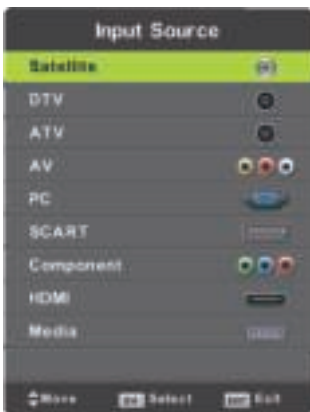 Input Source
Satellite
DTV
ATV
AV
PC
SCART
Component
HDMI
Media
Move Select Exit